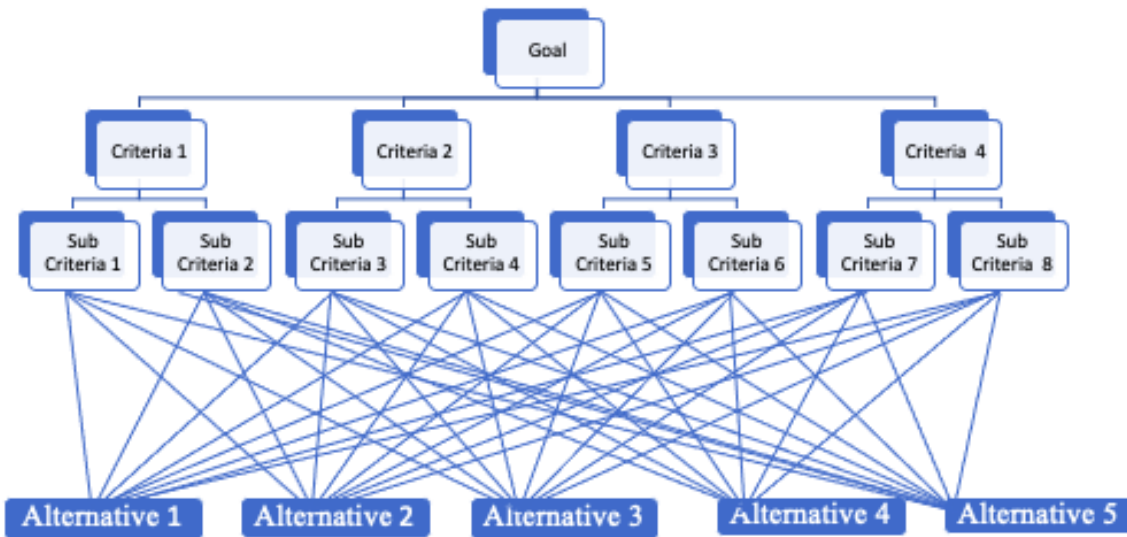 Goal
Criteria 1
Criteria 2
Criteria 3
Criteria 4
Sub
Criteria 1
Sub
Criteria 2
Sub
Criteria 3
Sub
Criteria 4
Sub
Criteria 5
Sub
Criteria 6
Sub
Criteria 7
Sub
Criteria 8
Alternative 1
Alternative 2
Alternative 3
Alternative 4
Alternative 5